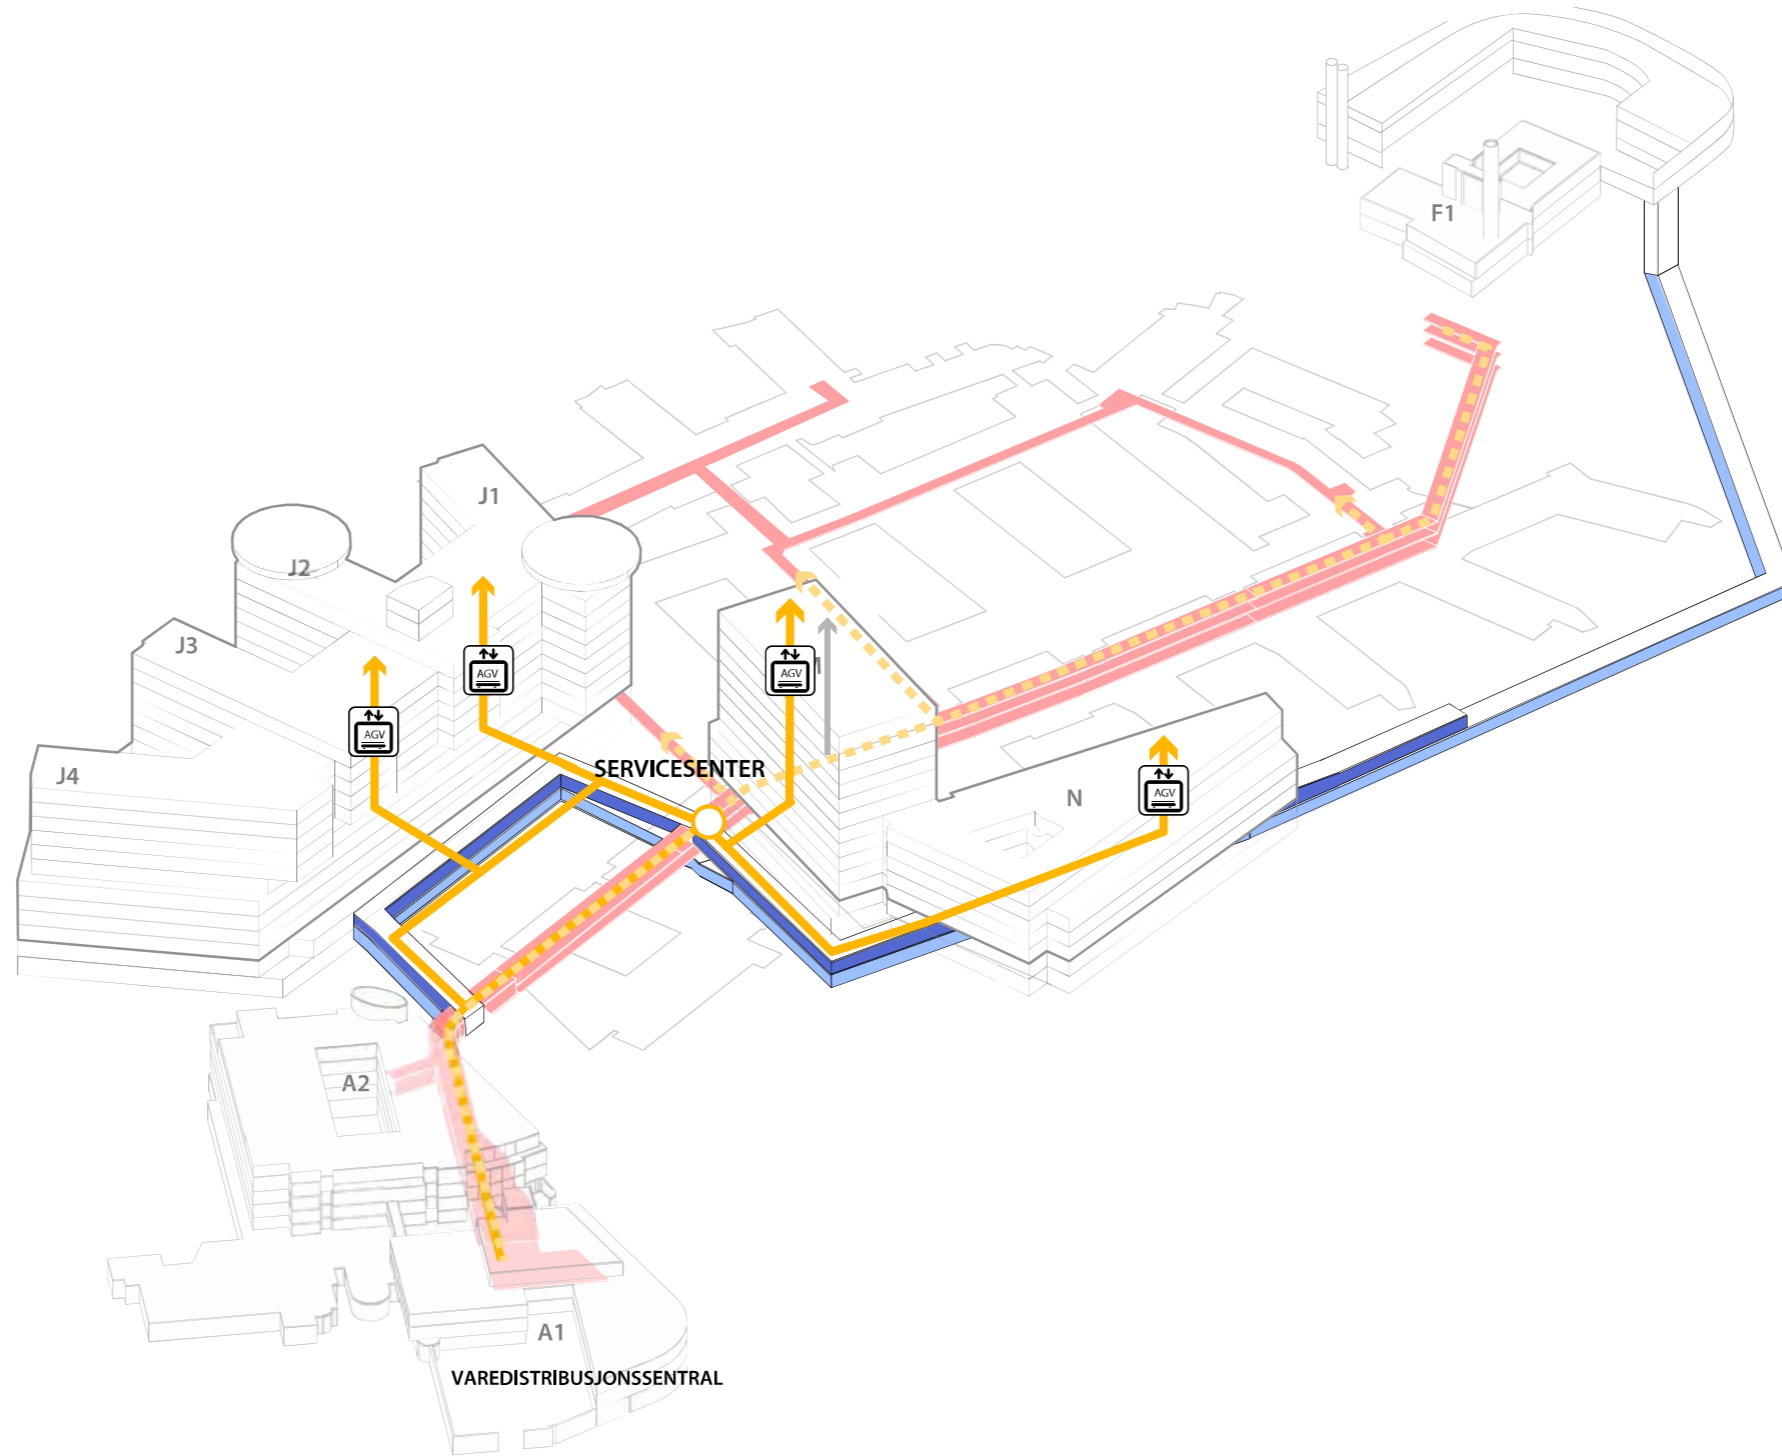 F1
J1
J2
J3
AGV
AGV
AGV
AGV
J4
SERVICESENTER
N
A2
A1
VAREDISTRIBUSJONSSENTRAL